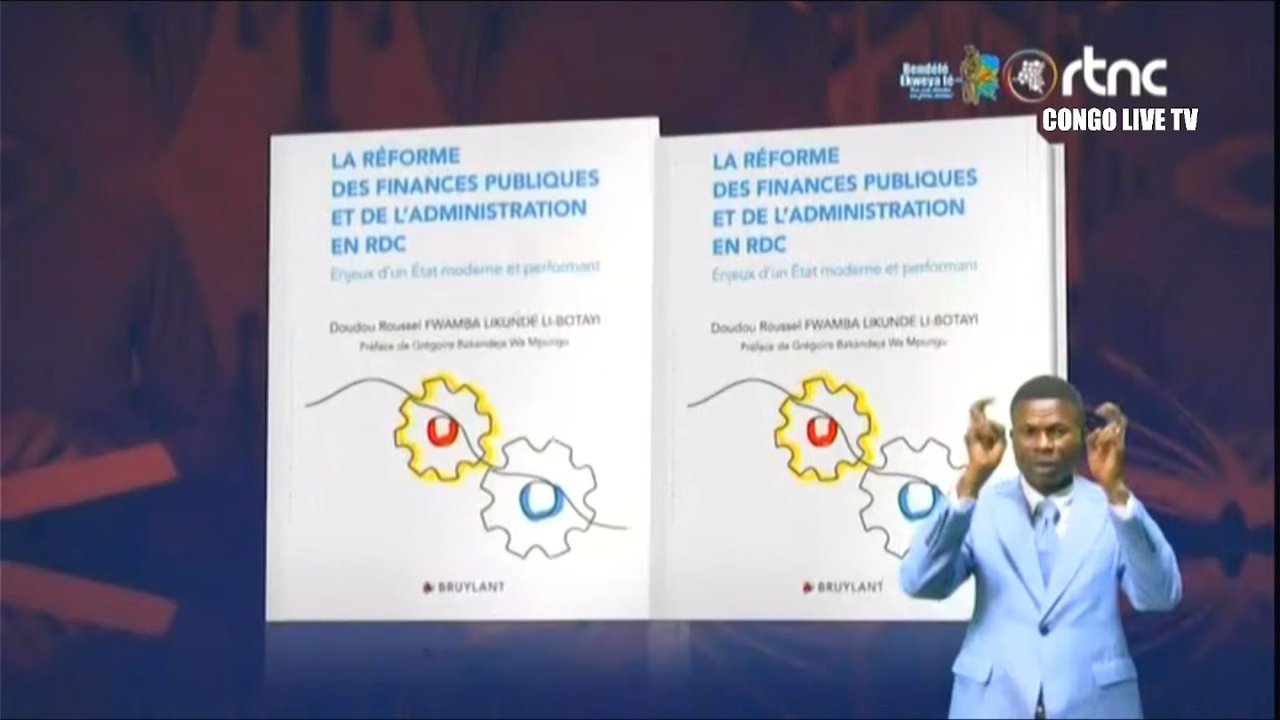 Bendélé
Ekweya té
rtnc
CONGO LIVE TV
LA RÉFORME
DES FINANCES PUBLIQUES
ET DE L'ADMINISTRATION
EN RDC
Enjeux d'un État moderne et performant
Doudou Roussel FWAMBA LIKUNDE LI-BOTAYI
Préface de Grégoire Bakandeja Wa Mpungu
BRUYLANT
LA RÉFORME
DES FINANCES PUBLIQUES
ET DE L'ADMINISTRATION
EN RDC
Enjeux d'un État moderne et performant
Doudou Roussel FWAMBA LIKUNDE LI-BOTAYI
Préface de Grégoire Bakandeja Wa Mpungu
BRUYLANT